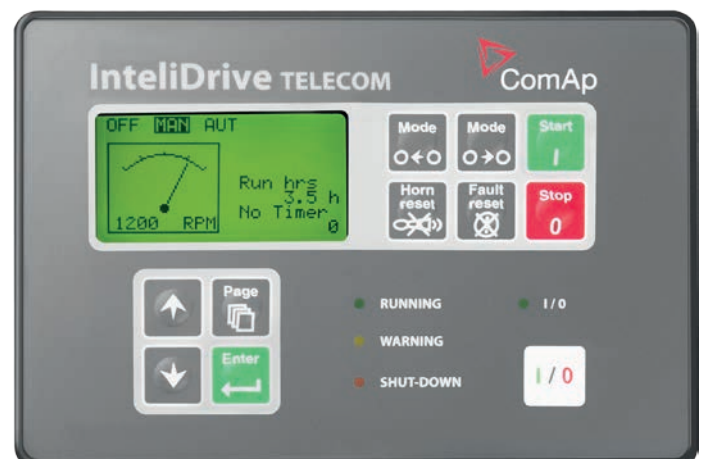 InteliDrive TELECOM
ComAp
OFF MAN AUT
Run hrs
3.5 h
No Timer
0
1200 RPM
Mode
Mode
Start
I
Horn
reset
Fault
reset
Stop
0
Page
Enter
RUNNING
I/0
WARNING
SHUT-DOWN
I/0